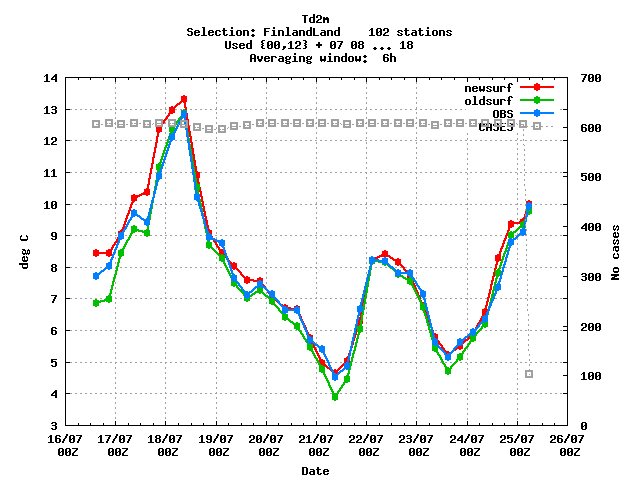 Td2m
Selection: FinlandLand    102 stations
Used {00,12} + 07 08 ... 18
Averaging window:  6h
14 700
newsurf
oldsurf
OBS
CASES
13 600
12
11 500
10
9 400
8
7 300
6 200
5
4 100
3 0
deg C
No cases
16/07 17/07 18/07 19/07 20/07 21/07 22/07 23/07 24/07 25/07 26/07
00Z 00Z 00Z 00Z 00Z 00Z 00Z 00Z 00Z 00Z 00Z
Date